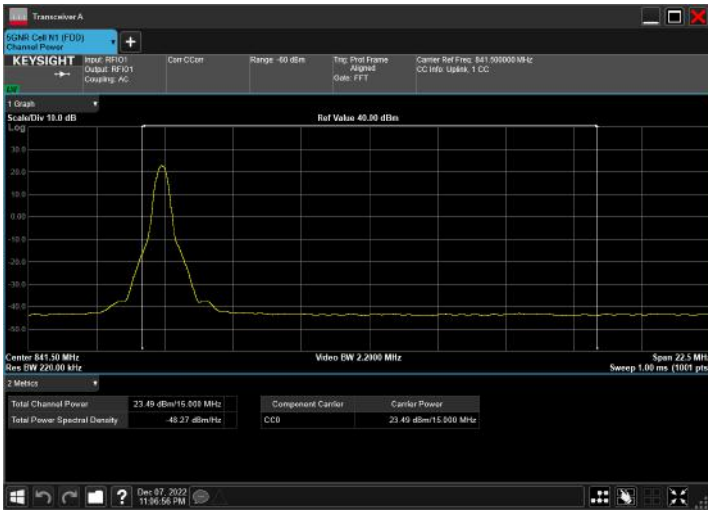 Transceiver A
5GNR Cell N1 (FDD)
Channel Power
+
KEYSIGHT
Input: RFIO1
Output: RFIO1
Coupling: AC
Corr CCorr
Range: -60 dBm
Trig: Prot Frame
Aligned
Gate: FFT
Carrier Ref Freq: 841.500000 MHz
CC Info: Uplink, 1 CC
1 Graph
Scale/Div 10.0 dB
Ref Value 40.00 dBm
Log
30.0
20.0
10.0
0.00
-10.0
-20.0
-30.0
-40.0
-50.0
Center 841.50 MHz
Video BW 2.2000 MHz
Span 22.5 MH
Res BW 220.00 kHz
Sweep 1.00 ms (1001 pts
2 Metrics
Total Channel Power 23.49 dBm/15.000 MHz
Total Power Spectral Density -48.27 dBm/Hz
Component Carrier Carrier Power
CC0 23.49 dBm/15.000 MHz
?
Dec 07, 2022
11:06:56 PM